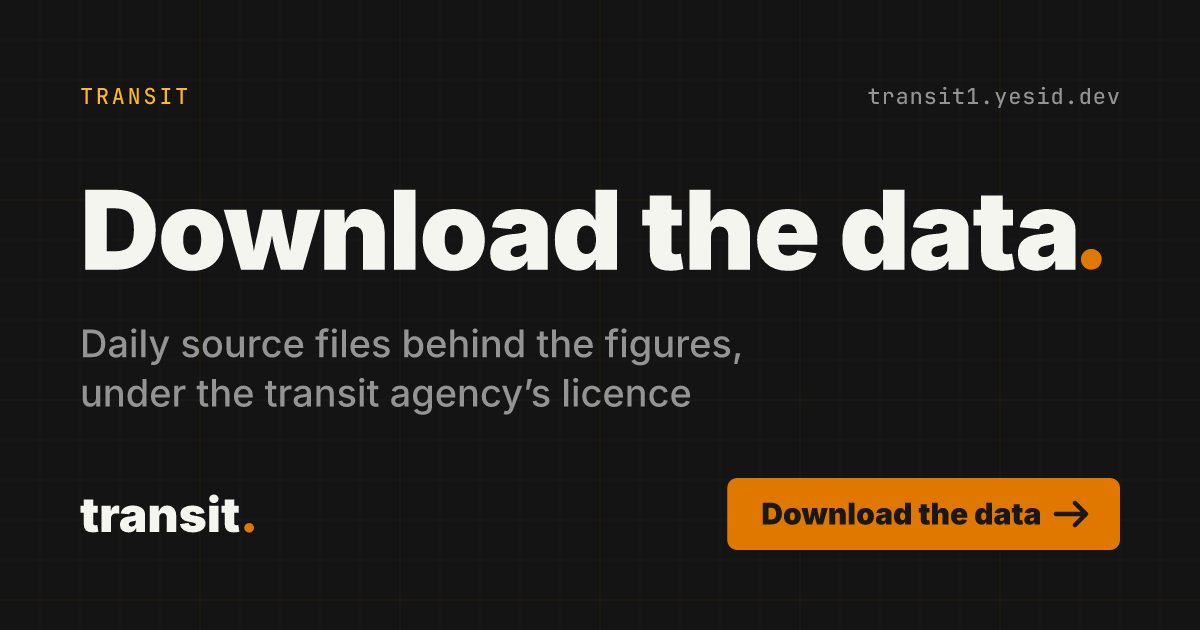 TRANSIT
transit1.yesid.dev
Download the data.
Daily source files behind the figures,
under the transit agency’s licence
transit.
Download the data →